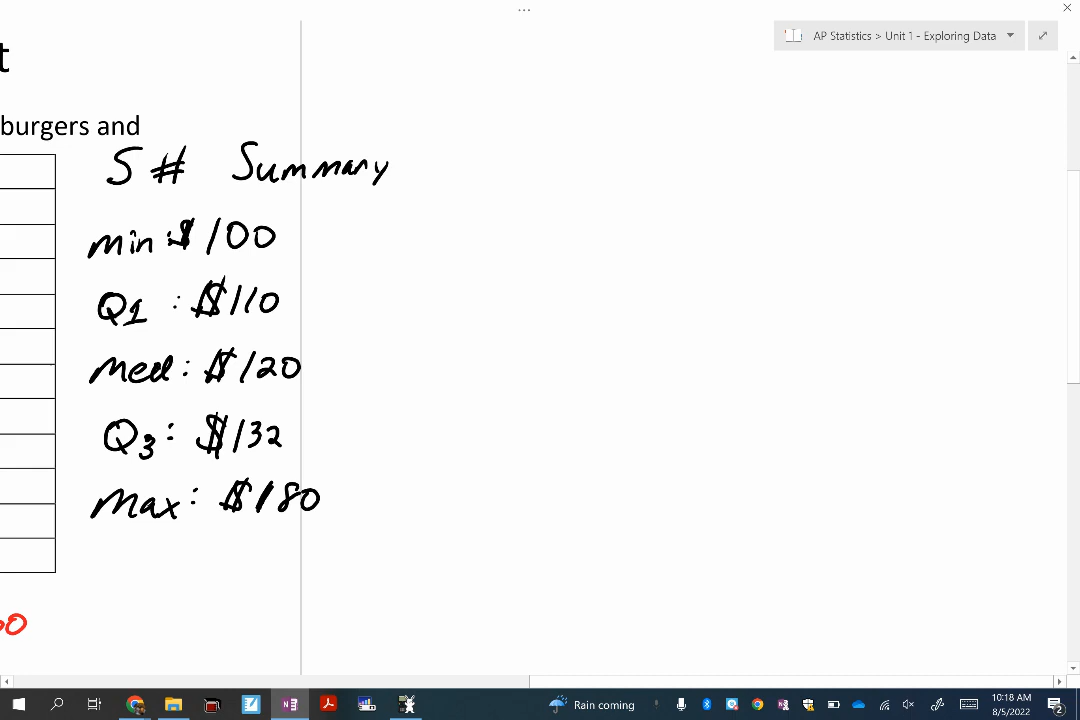 AP Statistics > Unit 1 - Exploring Data
t
burgers and
5 # Summary
min: $100
Q1 : $110
Med: $120
Q3: $132
Max: $180
Rain coming
10:18 AM
8/5/2022
2